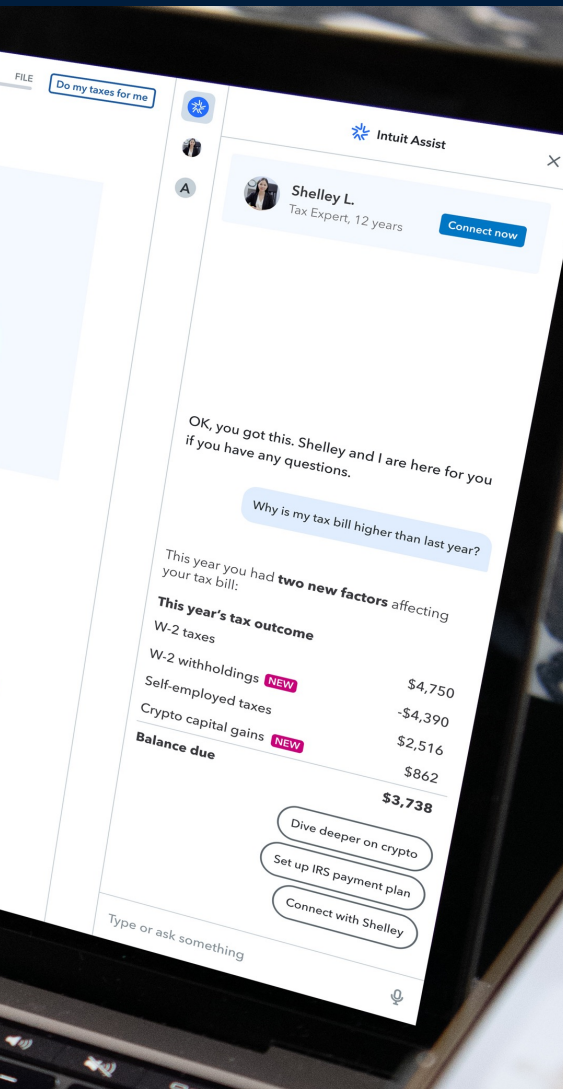 FILE
Do my taxes for me
A
Intuit Assist
Shelley L.
Tax Expert, 12 years
Connect now
OK, you got this. Shelley and I are here for you
if you have any questions.
Why is my tax bill higher than last year?
This year you had two new factors affecting
your tax bill:
This year's tax outcome
W-2 taxes $4,750
W-2 withholdings NEW -$4,390
Self-employed taxes $2,516
Crypto capital gains NEW $862
Balance due $3,738
Dive deeper on crypto
Set up IRS payment plan
Connect with Shelley
Type or ask something